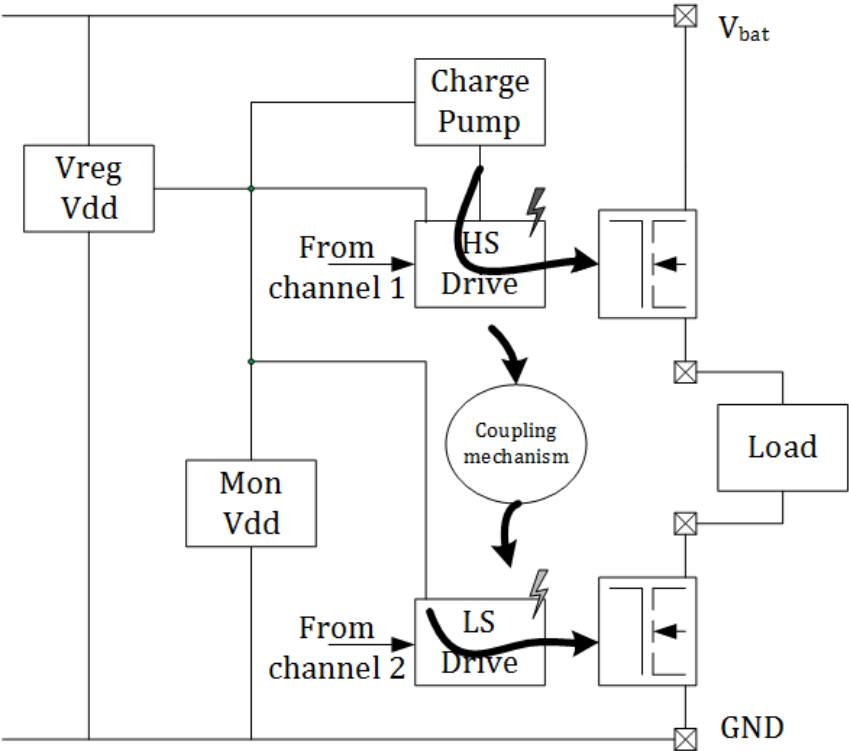 Vbat
Charge
Pump
Vreg
Vdd
HS
Drive
From
channel 1
Coupling
mechanism
Load
Mon
Vdd
LS
Drive
From
channel 2
GND